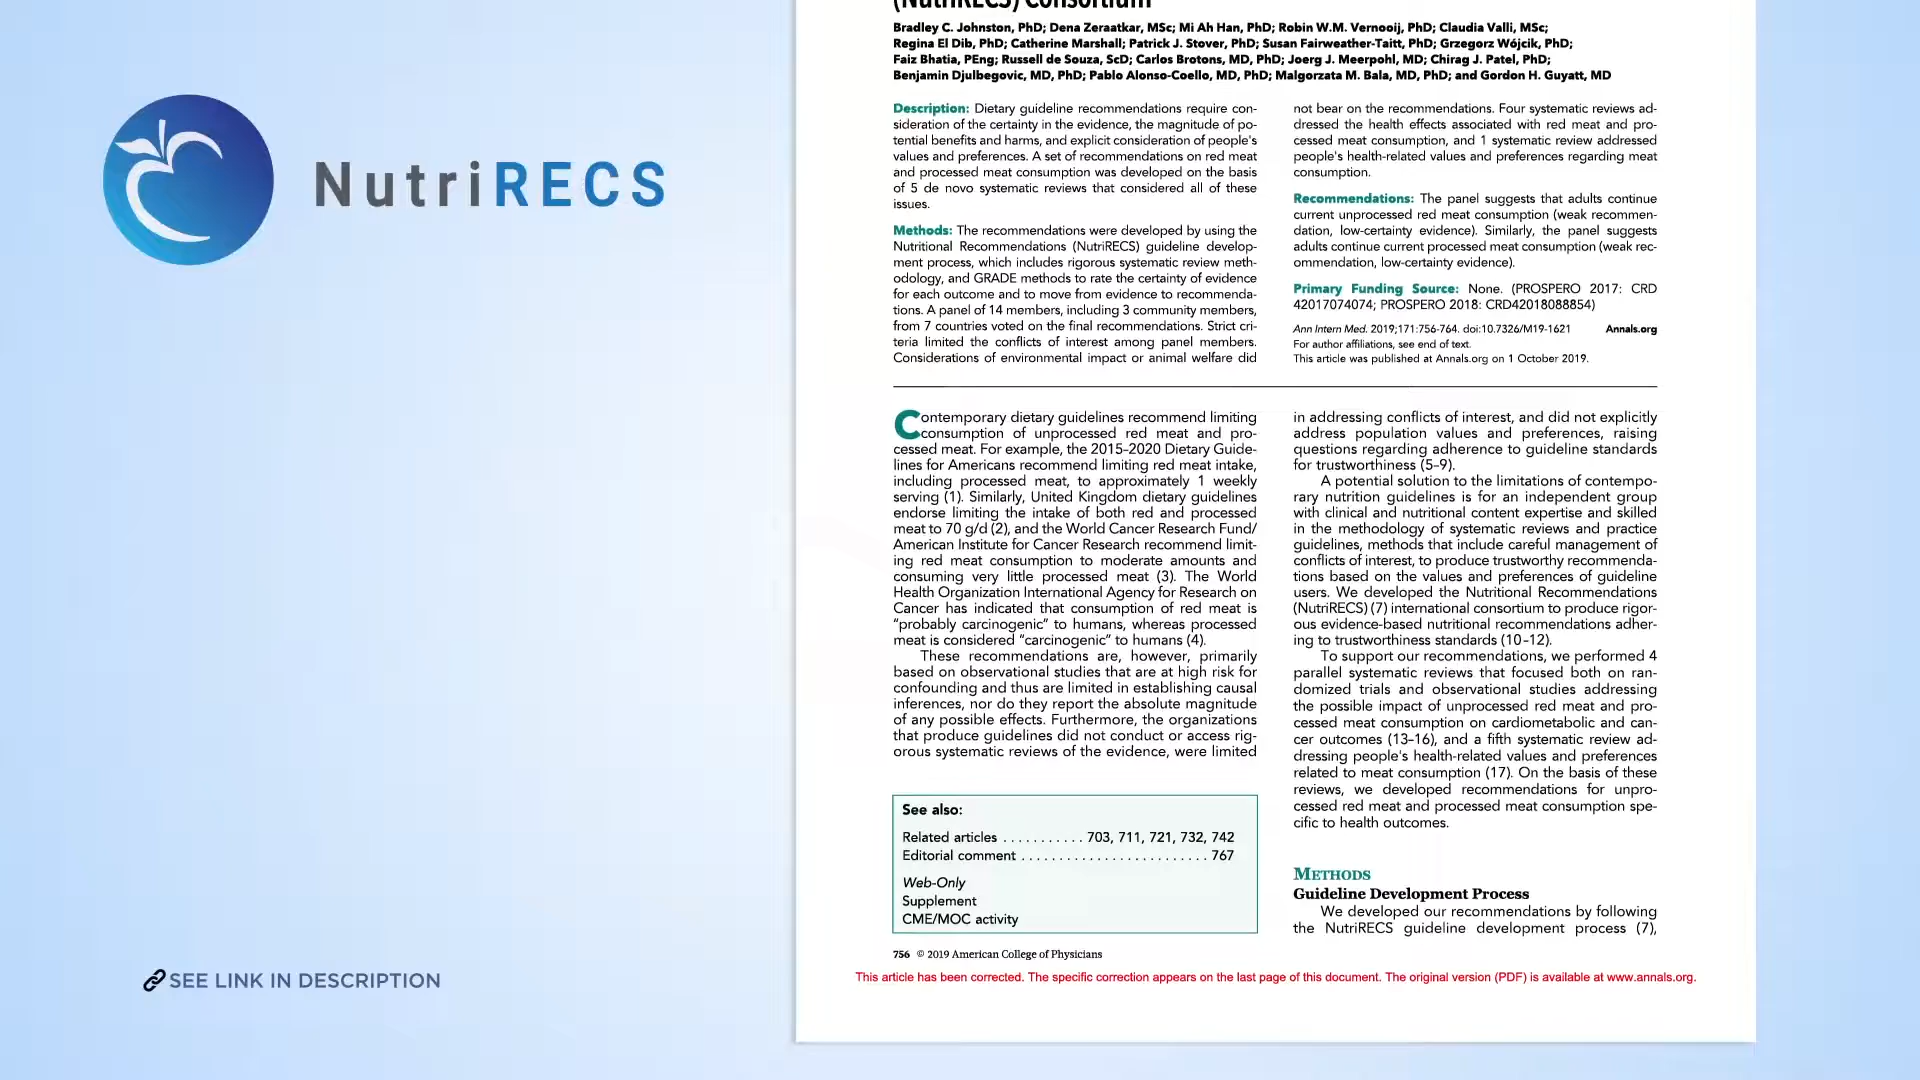 NutriRECS
SEE LINK IN DESCRIPTION
(NutriRECS) Consortium
Bradley C. Johnston, PhD; Dena Zeraatkar, MSc; Mi Ah Han, PhD; Robin W.M. Vernooij, PhD; Claudia Valli, MSc;
Regina El Dib, PhD; Catherine Marshall; Patrick J. Stover, PhD; Susan Fairweather-Taitt, PhD; Grzegorz Wójcik, PhD;
Faiz Bhatia, PEng; Russell de Souza, ScD; Carlos Brotons, MD, PhD; Joerg J. Meerpohl, MD; Chirag J. Patel, PhD;
Benjamin Djulbegovic, MD, PhD; Pablo Alonso-Coello, MD, PhD; Malgorzata M. Bala, MD, PhD; and Gordon H. Guyatt, MD
Description: Dietary guideline recommendations require con-
sideration of the certainty in the evidence, the magnitude of po-
tential benefits and harms, and explicit consideration of people's
values and preferences. A set of recommendations on red meat
and processed meat consumption was developed on the basis
of 5 de novo systematic reviews that considered all of these
issues.
Methods: The recommendations were developed by using the
Nutritional Recommendations (NutriRECS) guideline develop-
ment process, which includes rigorous systematic review meth-
odology, and GRADE methods to rate the certainty of evidence
for each outcome and to move from evidence to recommenda-
tions. A panel of 14 members, including 3 community members,
from 7 countries voted on the final recommendations. Strict cri-
teria limited the conflicts of interest among panel members.
Considerations of environmental impact or animal welfare did
not bear on the recommendations. Four systematic reviews ad-
dressed the health effects associated with red meat and pro-
cessed meat consumption, and 1 systematic review addressed
people's health-related values and preferences regarding meat
consumption.
Recommendations: The panel suggests that adults continue
current unprocessed red meat consumption (weak recommen-
dation, low-certainty evidence). Similarly, the panel suggests
adults continue current processed meat consumption (weak rec-
ommendation, low-certainty evidence).
Primary Funding Source: None. (PROSPERO 2017: CRD
42017074074; PROSPERO 2018: CRD42018088854)
Ann Intern Med. 2019;171:756-764. doi:10.7326/M19-1621 Annals.org
For author affiliations, see end of text.
This article was published at Annals.org on 1 October 2019.
Contemporary dietary guidelines recommend limiting
consumption of unprocessed red meat and pro-
cessed meat. For example, the 2015–2020 Dietary Guide-
lines for Americans recommend limiting red meat intake,
including processed meat, to approximately 1 weekly
serving (1). Similarly, United Kingdom dietary guidelines
endorse limiting the intake of both red and processed
meat to 70 g/d (2), and the World Cancer Research Fund/
American Institute for Cancer Research recommend limit-
ing red meat consumption to moderate amounts and
consuming very little processed meat (3). The World
Health Organization International Agency for Research on
Cancer has indicated that consumption of red meat is
“probably carcinogenic” to humans, whereas processed
meat is considered “carcinogenic” to humans (4).
These recommendations are, however, primarily
based on observational studies that are at high risk for
confounding and thus are limited in establishing causal
inferences, nor do they report the absolute magnitude
of any possible effects. Furthermore, the organizations
that produce guidelines did not conduct or access rig-
orous systematic reviews of the evidence, were limited
in addressing conflicts of interest, and did not explicitly
address population values and preferences, raising
questions regarding adherence to guideline standards
for trustworthiness (5–9).
A potential solution to the limitations of contempo-
rary nutrition guidelines is for an independent group
with clinical and nutritional content expertise and skilled
in the methodology of systematic reviews and practice
guidelines, methods that include careful management of
conflicts of interest, to produce trustworthy recommenda-
tions based on the values and preferences of guideline
users. We developed the Nutritional Recommendations
(NutriRECS) (7) international consortium to produce rigor-
ous evidence-based nutritional recommendations adher-
ing to trustworthiness standards (10–12).
To support our recommendations, we performed 4
parallel systematic reviews that focused both on ran-
domized trials and observational studies addressing
the possible impact of unprocessed red meat and pro-
cessed meat consumption on cardiometabolic and can-
cer outcomes (13–16), and a fifth systematic review ad-
dressing people's health-related values and preferences
related to meat consumption (17). On the basis of these
reviews, we developed recommendations for unpro-
cessed red meat and processed meat consumption spe-
cific to health outcomes.
METHODS
Guideline Development Process
We developed our recommendations by following
the NutriRECS guideline development process (7),
See also:
Related articles . . . . . . . . . . . 703, 711, 721, 732, 742
Editorial comment . . . . . . . . . . . . . . . . . . . . . . . . . 767
Web-Only
Supplement
CME/MOC activity
756 © 2019 American College of Physicians
This article has been corrected. The specific correction appears on the last page of this document. The original version (PDF) is available at www.annals.org.